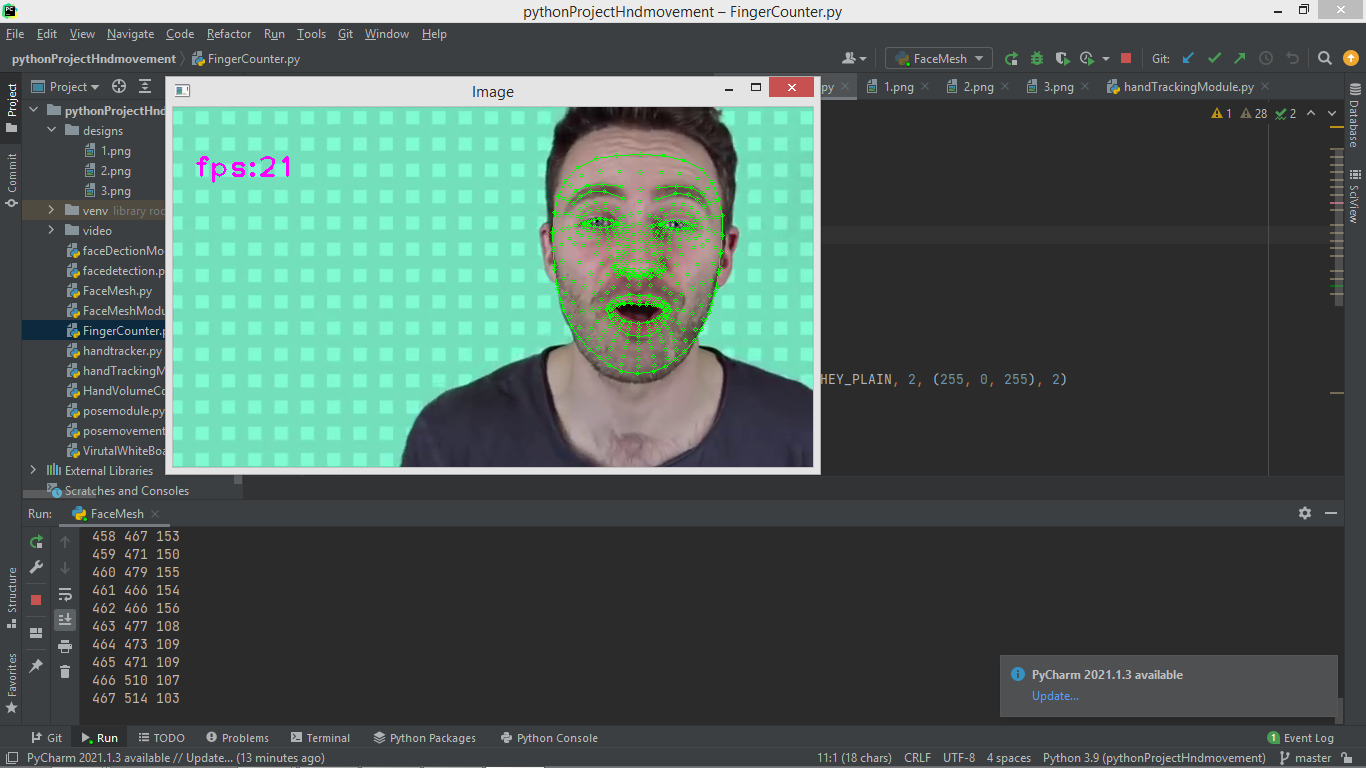 pythonProjectHndmovement – FingerCounter.py
File Edit View Navigate Code Refactor Run Tools Git Window Help
pythonProjectHndmovement FingerCounter.py FaceMesh Git:
Project
Image
.py 1.png 2.png 3.png handTrackingModule.py
1 28 2
pythonProjectHnd
designs
1.png
2.png
3.png
venv library roo
video
faceDectionMo
facedetection.p
FaceMesh.py
FaceMeshModu
FingerCounter.p
handtracker.py
handTrackingM
HandVolumeCo
posemodule.py
posemovement
VirutalWhiteBoa
External Libraries
Scratches and Consoles
fps:21
HEY_PLAIN, 2, (255, 0, 255), 2)
Project
Commit
Structure
Favorites
Database
SciView
Run: FaceMesh
458 467 153
459 471 150
460 479 155
461 466 154
462 466 156
463 477 108
464 473 109
465 471 109
466 510 107
467 514 103
PyCharm 2021.1.3 available
Update...
Git Run TODO Problems Terminal Python Packages Python Console 1 Event Log
PyCharm 2021.1.3 available // Update... (13 minutes ago) 11:1 (18 chars) CRLF UTF-8 4 spaces Python 3.9 (pythonProjectHndmovement) master